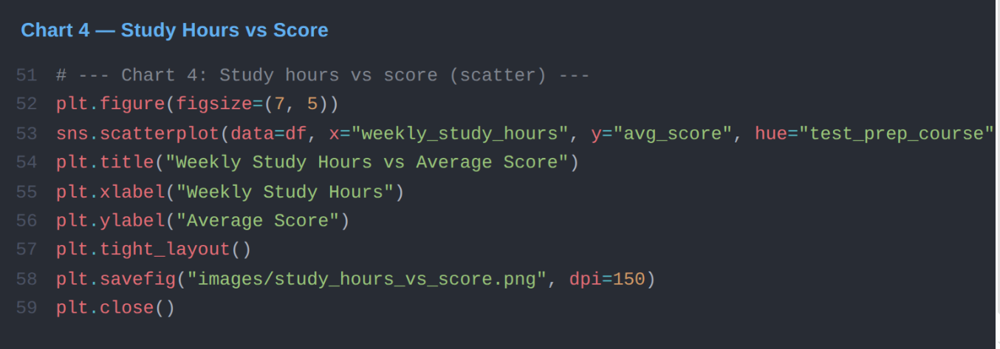 Chart 4 — Study Hours vs Score
51 # --- Chart 4: Study hours vs score (scatter) ---
52 plt.figure(figsize=(7, 5))
53 sns.scatterplot(data=df, x="weekly_study_hours", y="avg_score", hue="test_prep_course"
54 plt.title("Weekly Study Hours vs Average Score")
55 plt.xlabel("Weekly Study Hours")
56 plt.ylabel("Average Score")
57 plt.tight_layout()
58 plt.savefig("images/study_hours_vs_score.png", dpi=150)
59 plt.close()